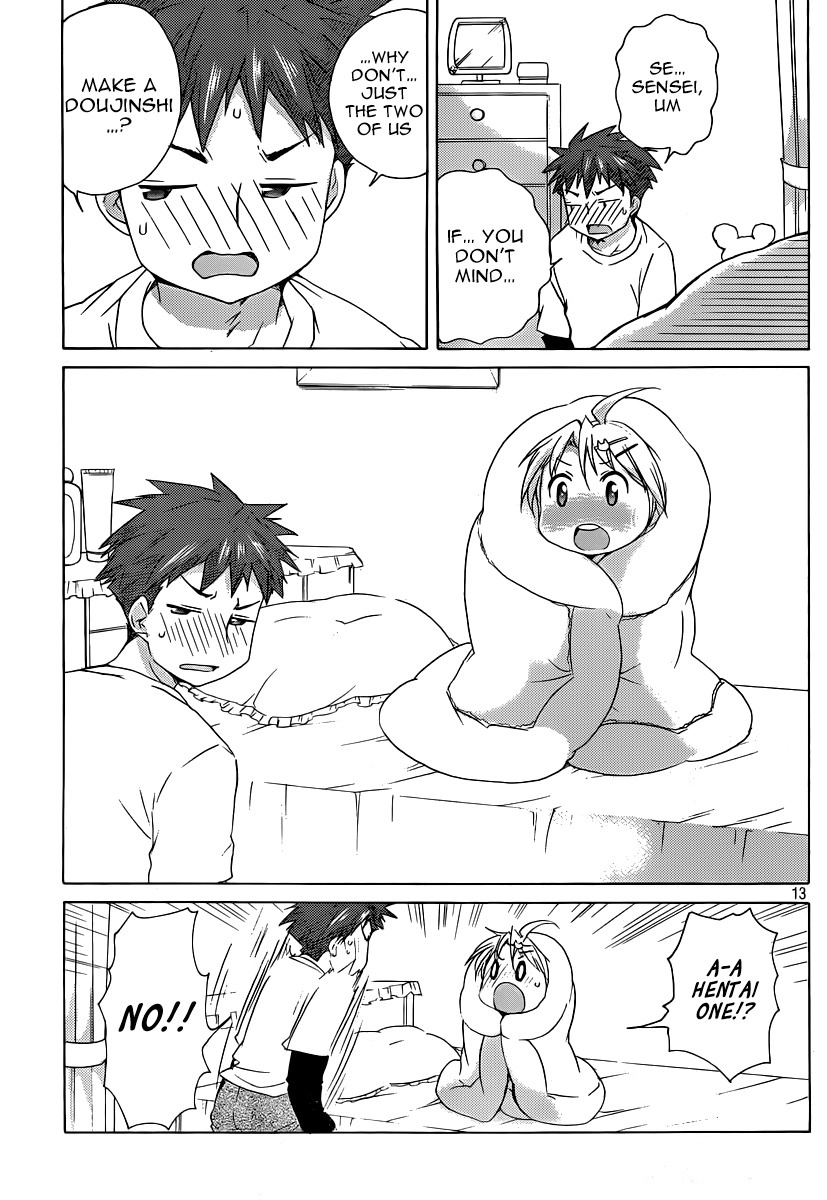 SE...
SENSEI,
UM
IF... YOU
DON'T
MIND...
...WHY
DON'T...
JUST
THE TWO
OF US
MAKE A
DOUJINSHI
...?
13
A-A
HENTAI
ONE!?
NO!!